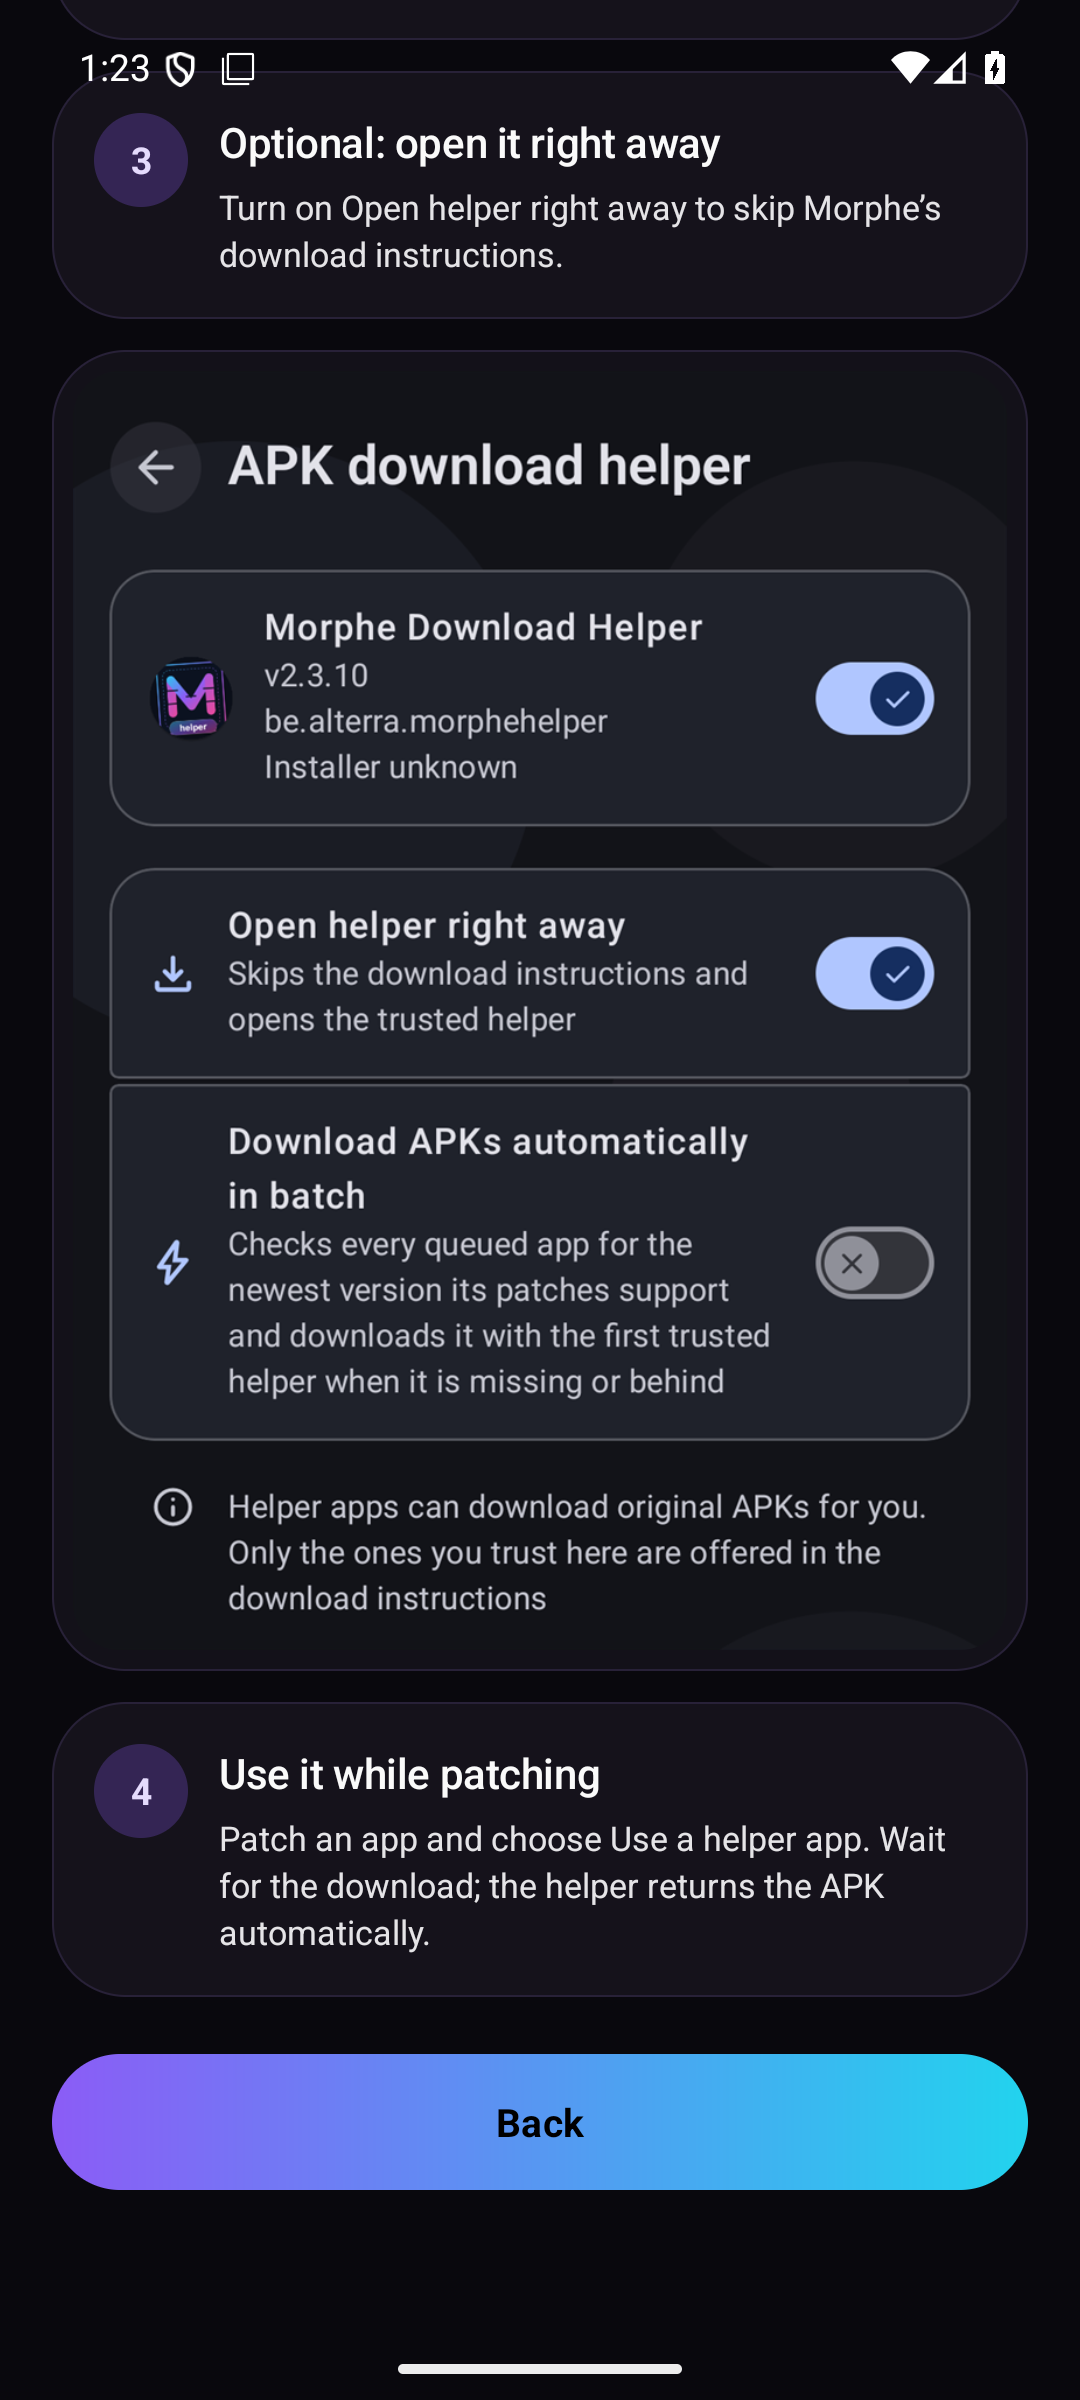 1:23
3
Optional: open it right away
Turn on Open helper right away to skip Morphe’s
download instructions.
APK download helper
Morphe Download Helper
v2.3.10
be.alterra.morphehelper
Installer unknown
helper
Open helper right away
Skips the download instructions and
opens the trusted helper
Download APKs automatically
in batch
Checks every queued app for the
newest version its patches support
and downloads it with the first trusted
helper when it is missing or behind
Helper apps can download original APKs for you.
Only the ones you trust here are offered in the
download instructions
4
Use it while patching
Patch an app and choose Use a helper app. Wait
for the download; the helper returns the APK
automatically.
Back